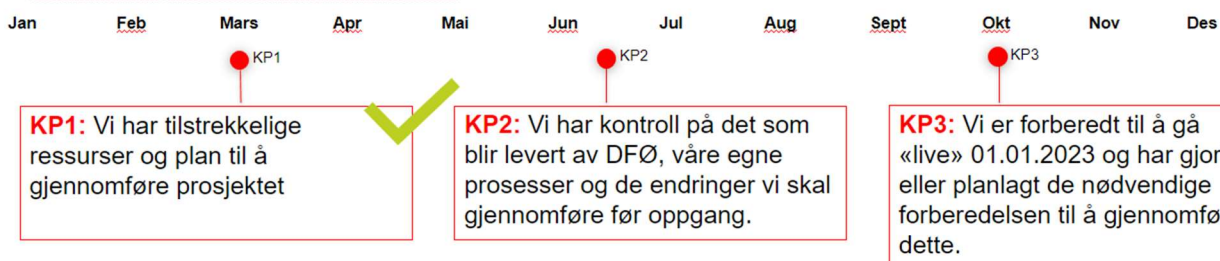 Jan Feb Mars Apr Mai Jun Jul Aug Sept Okt Nov Des
KP1 KP2 KP3
KP1: Vi har tilstrekkelige
ressurser og plan til å
gjennomføre prosjektet
KP2: Vi har kontroll på det som
blir levert av DFØ, våre egne
prosesser og de endringer vi skal
gjennomføre før oppgang.
KP3: Vi er forberedt til å gå
«live» 01.01.2023 og har gjor
eller planlagt de nødvendige
forberedelsen til å gjennomfø
dette.